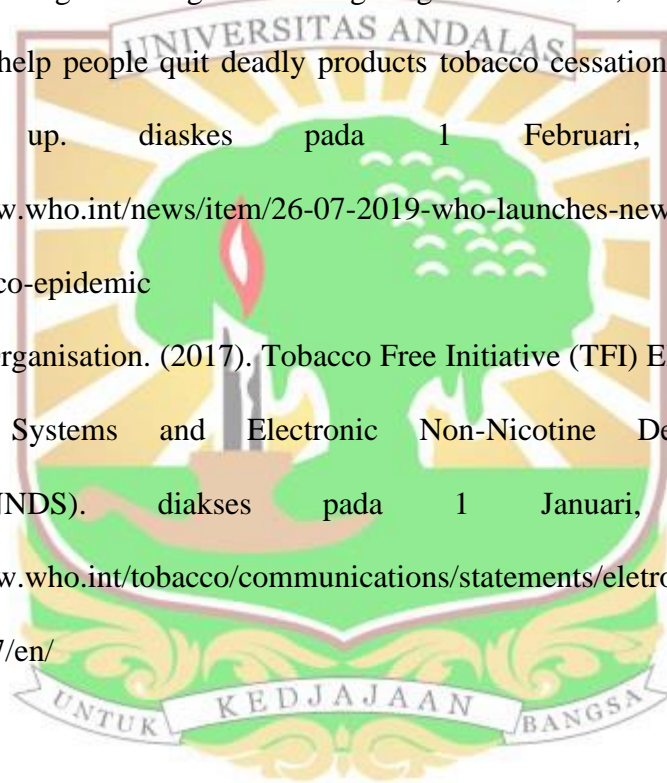 UNIVERSITAS ANDALAS
help people quit deadly products tobacco cessation
up. diaskes pada 1 Februari,
w.who.int/news/item/26-07-2019-who-launches-new
co-epidemic
rganisation. (2017). Tobacco Free Initiative (TFI) E
Systems and Electronic Non-Nicotine De
NNDS). diakses pada 1 Januari,
w.who.int/tobacco/communications/statements/eletro
7/en/
UNTUK KEDJAJAAN BANGSA